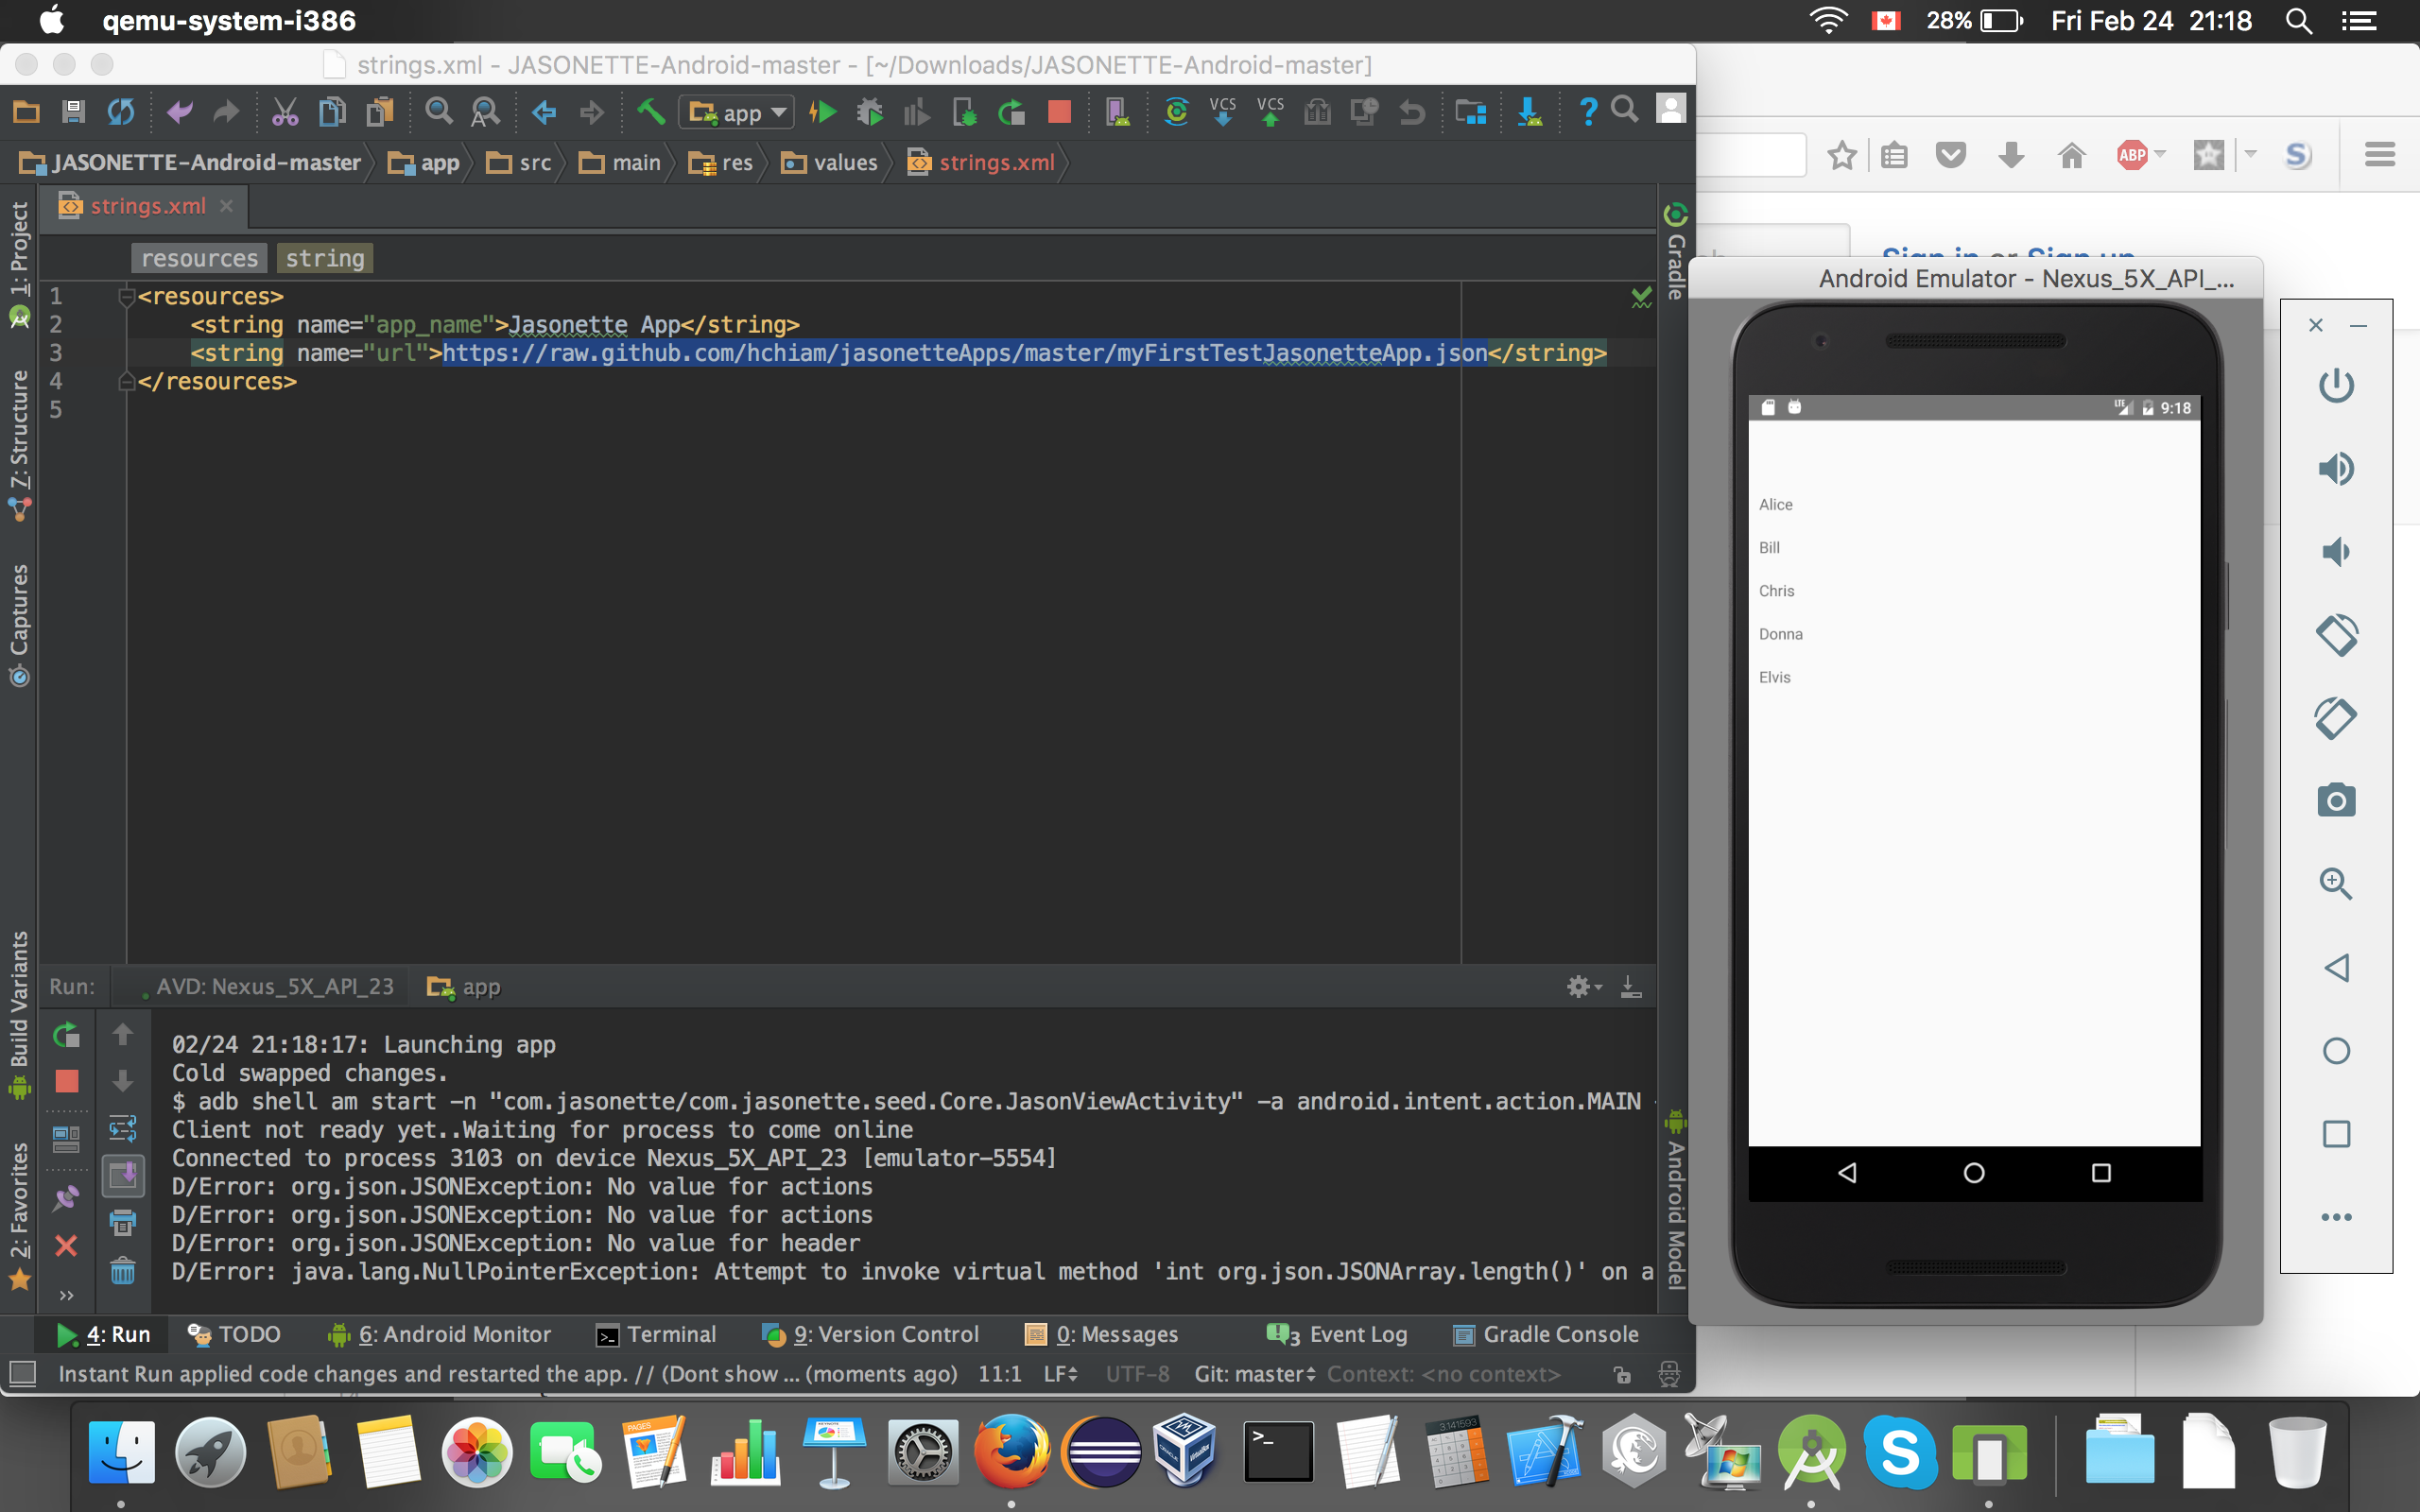 qemu-system-i386
28%
Fri Feb 24 21:18
strings.xml - JASONETTE-Android-master - [~/Downloads/JASONETTE-Android-master]
app
VCS
VCS
JASONETTE-Android-master
app
src
main
res
values
strings.xml
ABP
S
strings.xml
1: Project
7: Structure
Captures
Build Variants
2: Favorites
Gradle
Android Model
resources
string
1 <resources>
2 <string name="app_name">Jasonette App</string>
3 <string name="url">https://raw.github.com/hchiam/jasonetteApps/master/myFirstTestJasonetteApp.json</string>
4 </resources>
5
Sign in or Sign up
Android Emulator - Nexus_5X_API_...
LTE
9:18
Alice
Bill
Chris
Donna
Elvis
Run:
AVD: Nexus_5X_API_23
app
02/24 21:18:17: Launching app
Cold swapped changes.
$ adb shell am start -n "com.jasonette/com.jasonette.seed.Core.JasonViewActivity" -a android.intent.action.MAIN
Client not ready yet..Waiting for process to come online
Connected to process 3103 on device Nexus_5X_API_23 [emulator-5554]
D/Error: org.json.JSONException: No value for actions
D/Error: org.json.JSONException: No value for actions
D/Error: org.json.JSONException: No value for header
D/Error: java.lang.NullPointerException: Attempt to invoke virtual method 'int org.json.JSONArray.length()' on a
4: Run
TODO
6: Android Monitor
Terminal
9: Version Control
0: Messages
3 Event Log
Gradle Console
Instant Run applied code changes and restarted the app. // (Dont show ... (moments ago)
11:1
LF
UTF-8
Git: master
Context: <no context>
PAGES
KEYNOTE
3.141593